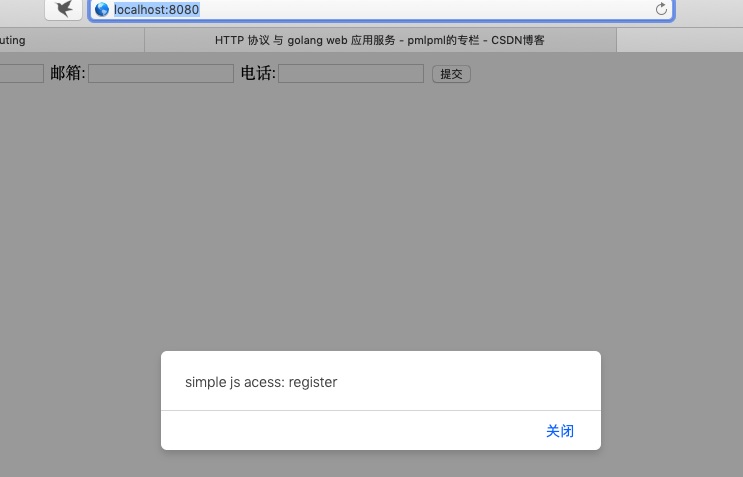 localhost:8080
uting
HTTP 协议 与 golang web 应用服务 - pmlpml的专栏 - CSDN博客
邮箱: 电话: 提交
simple js acess: register
关闭